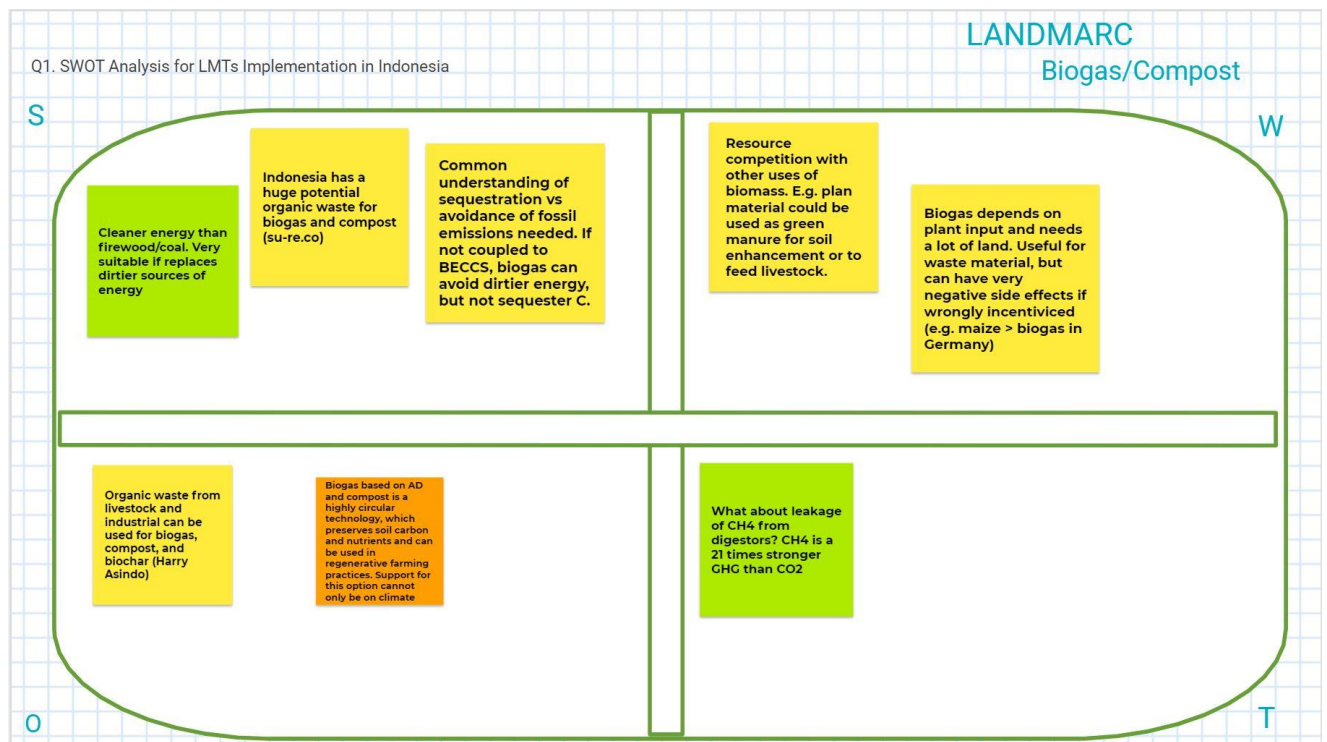 LANDMARC
Q1. SWOT Analysis for LMTs Implementation in Indonesia
Biogas/Compost
S
W
Cleaner energy than
firewood/coal. Very
suitable if replaces
dirtier sources of
energy
Indonesia has a
huge potential
organic waste for
biogas and compost
(su-re.co)
Common
understanding of
sequestration vs
avoidance of fossil
emissions needed. If
not coupled to
BECCS, biogas can
avoid dirtier energy,
but not sequester C.
Resource
competition with
other uses of
biomass. E.g. plan
material could be
used as green
manure for soil
enhancement or to
feed livestock.
Biogas depends on
plant input and needs
a lot of land. Useful for
waste material, but
can have very
negative side effects if
wrongly incentiviced
(e.g. maize > biogas in
Germany)
Organic waste from
livestock and
industrial can be
used for biogas,
compost, and
biochar (Harry
Asindo)
Biogas based on AD
and compost is a
highly circular
technology, which
preserves soil carbon
and nutrients and can
be used in
regenerative farming
practices. Support for
this option cannot
only be on climate
What about leakage
of CH4 from
digestors? CH4 is a
21 times stronger
GHG than CO2
O
T